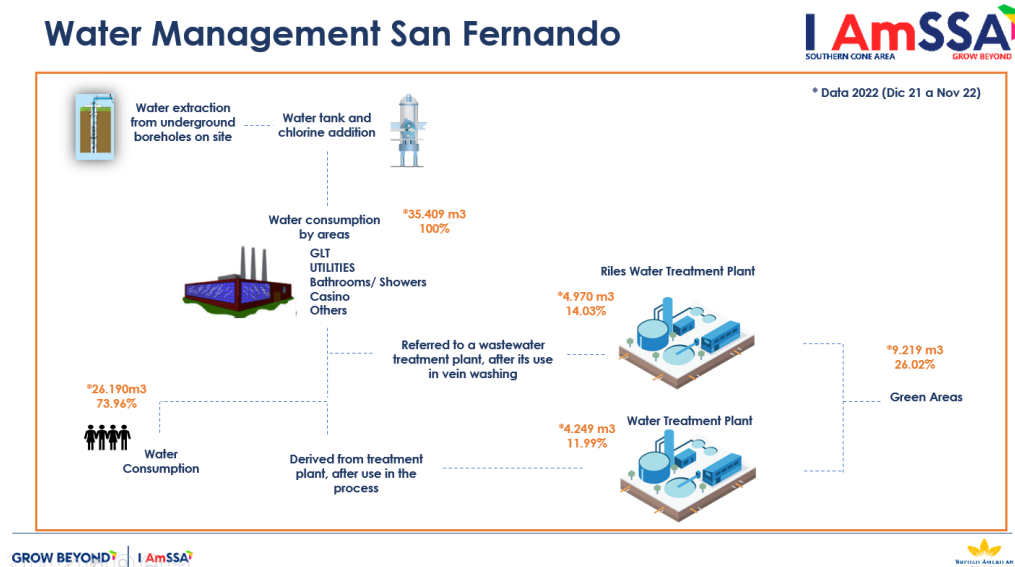 Water Management San Fernando
I AmSSA
SOUTHERN CONE AREA
GROW BEYOND
* Data 2022 (Dic 21 a Nov 22)
Water extraction
from underground
boreholes on site
Water tank and
chlorine addition
Water consumption
by areas
*35.409 m3
100%
GLT
UTILITIES
Bathrooms/ Showers
Casino
Others
Riles Water Treatment Plant
*4.970 m3
14.03%
Referred to a wastewater
treatment plant, after its use
in vein washing
*9.219 m3
26.02%
Green Areas
*26.190m3
73.96%
Water
Consumption
Water Treatment Plant
*4.249 m3
11.99%
Derived from treatment
plant, after use in the
process
GROW BEYOND
I AmSSA
British American